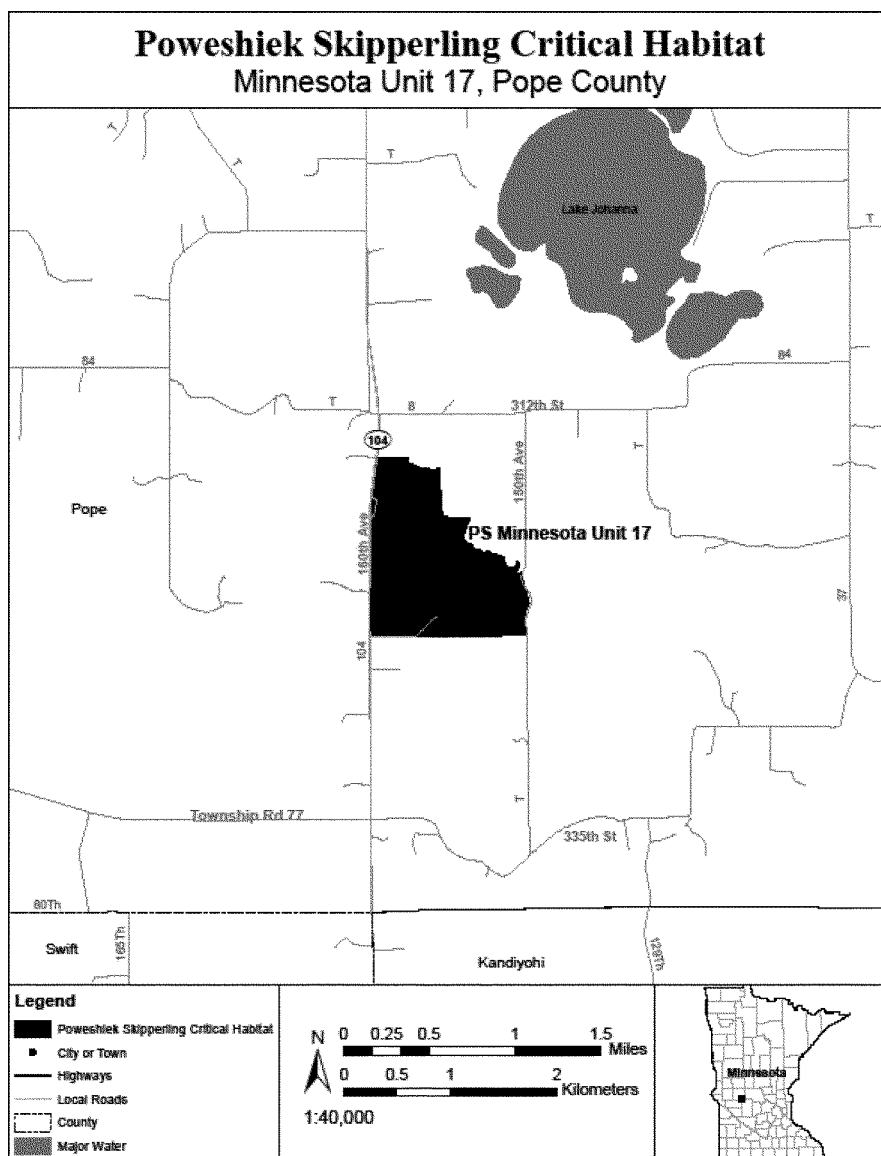 Poweshiek Skipperling Critical Habitat
Minnesota Unit 17, Pope County
T
T
T
Lake Johanna
T
84
84
T
8
312th St
104
T
150th Ave
Pope
160th Ave
PS Minnesota Unit 17
37
104
T
Township Rd 77
335th St
80Th
Swift
165Th
Kandiyohi
128Th
Legend
Poweshiek Skipperling Critical Habitat
City or Town
Highways
Local Roads
County
Major Water
N
0 0.25 0.5 1 1.5
Miles
0 0.5 1 2
Kilometers
1:40,000
Minnesota